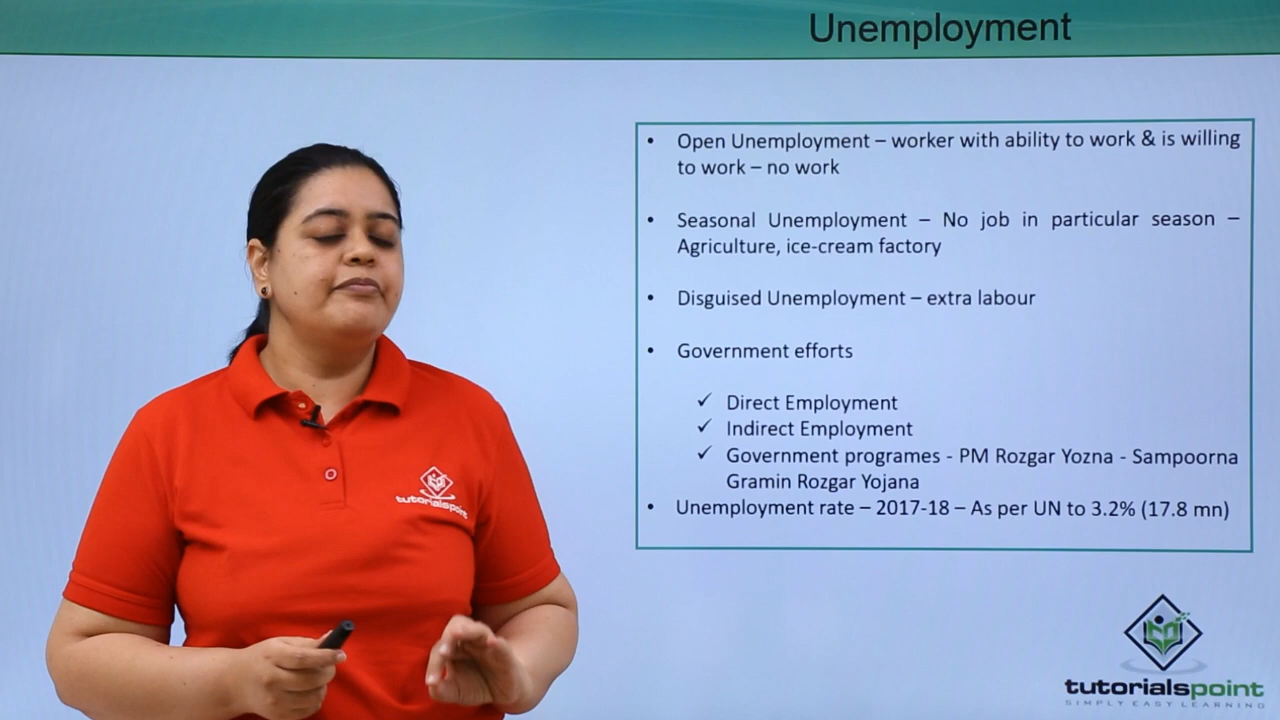 Unemployment
• Open Unemployment – worker with ability to work & is willing
to work – no work
• Seasonal Unemployment – No job in particular season –
Agriculture, ice-cream factory
• Disguised Unemployment – extra labour
• Government efforts
✓ Direct Employment
✓ Indirect Employment
✓ Government programes - PM Rozgar Yozna - Sampoorna
Gramin Rozgar Yojana
• Unemployment rate – 2017-18 – As per UN to 3.2% (17.8 mn)
tutorialspoint
tutorialspoint
SIMPLY EASY LEARNING